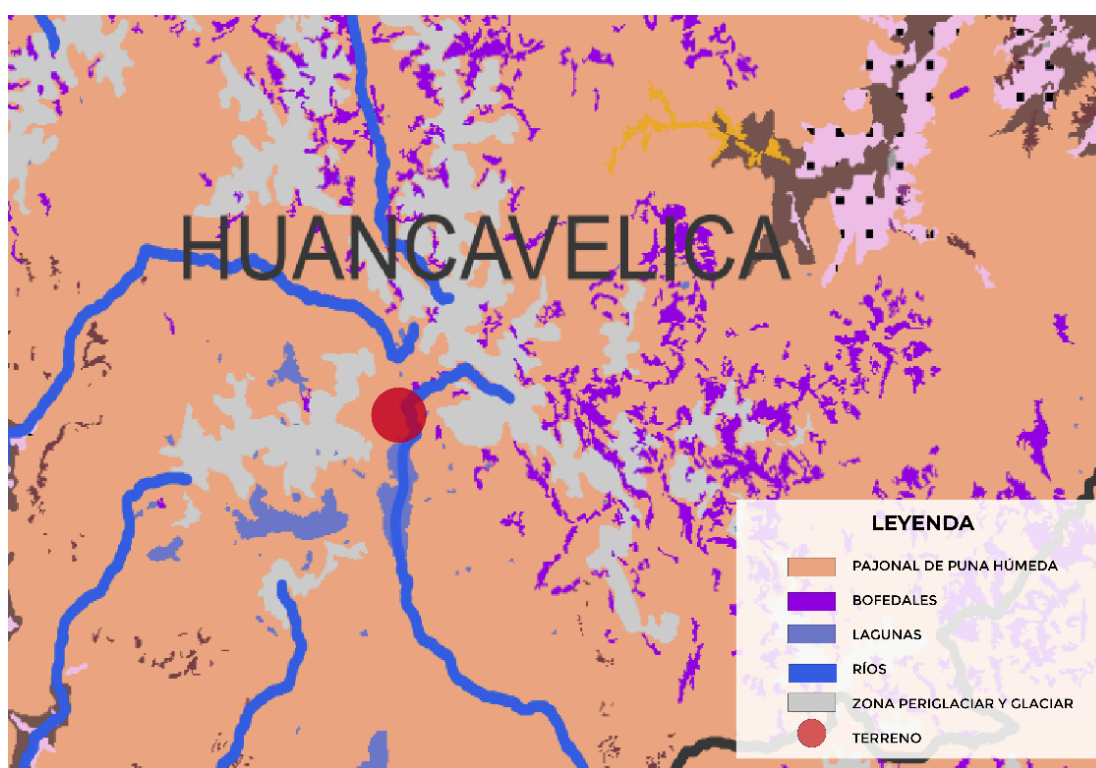 HUANCAVELICA
LEYENDA
PAJONAL DE PUNA HÚMEDA
BOFEDALES
LAGUNAS
RÍOS
ZONA PERIGLACIAR Y GLACIAR
TERRENO